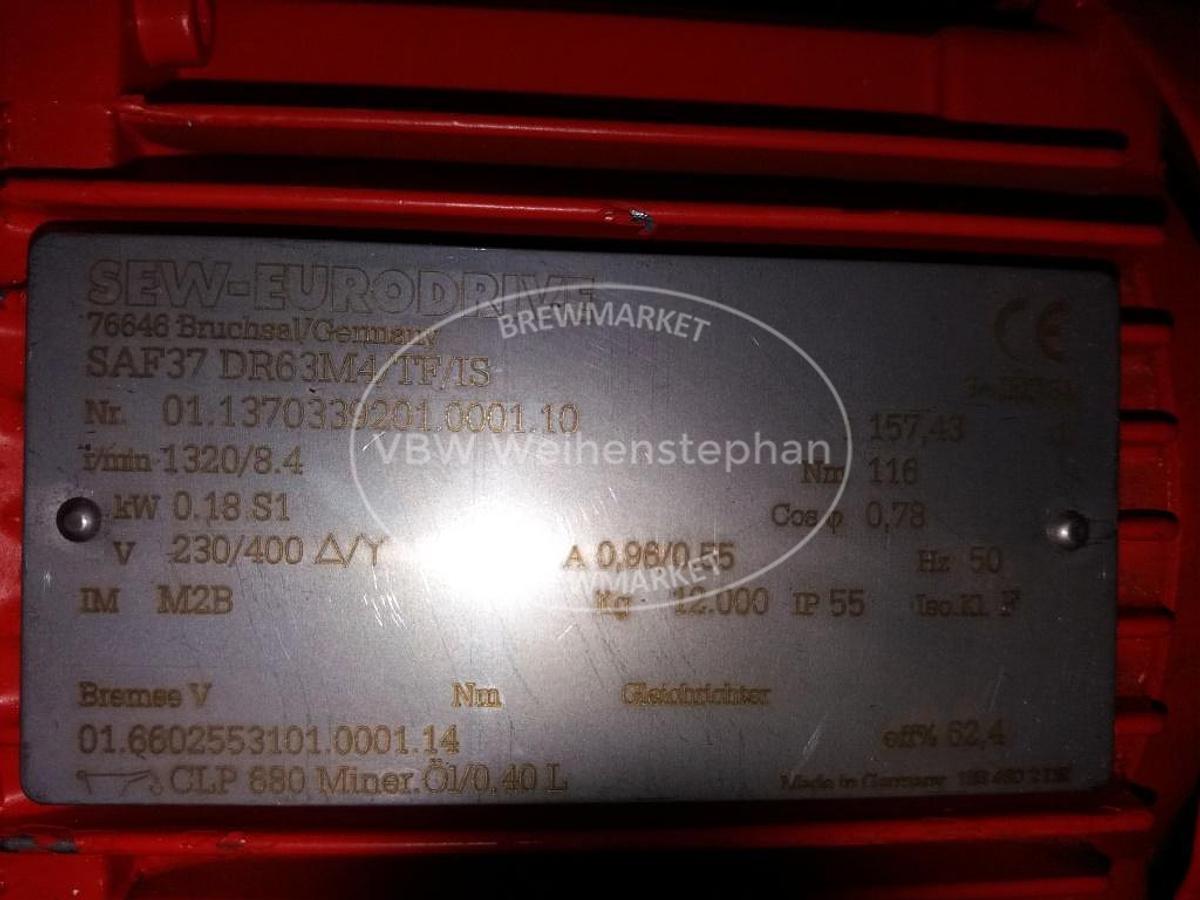 SEW-EURODRIVE
76646 Bruchsal/Germany
SAF37 DR63M4/TF/IS
Nr. 01.1370339201.0001.10
157,43
r/min 1320/8.4 Nm 116
kW 0.18 S1 Cos φ 0,78
V 230/400 Δ/Y A 0,96/0,55 Hz 50
IM M2B Kg 12.000 IP 55 Iso.Kl. F
Bremse V Nm Gleichrichter
01.6602553101.0001.14 eff% 62,4
CLP 680 Miner.Öl/0,40 L Made in Germany
CE
BREWMARKET
VBW Weihenstephan
BREWMARKET